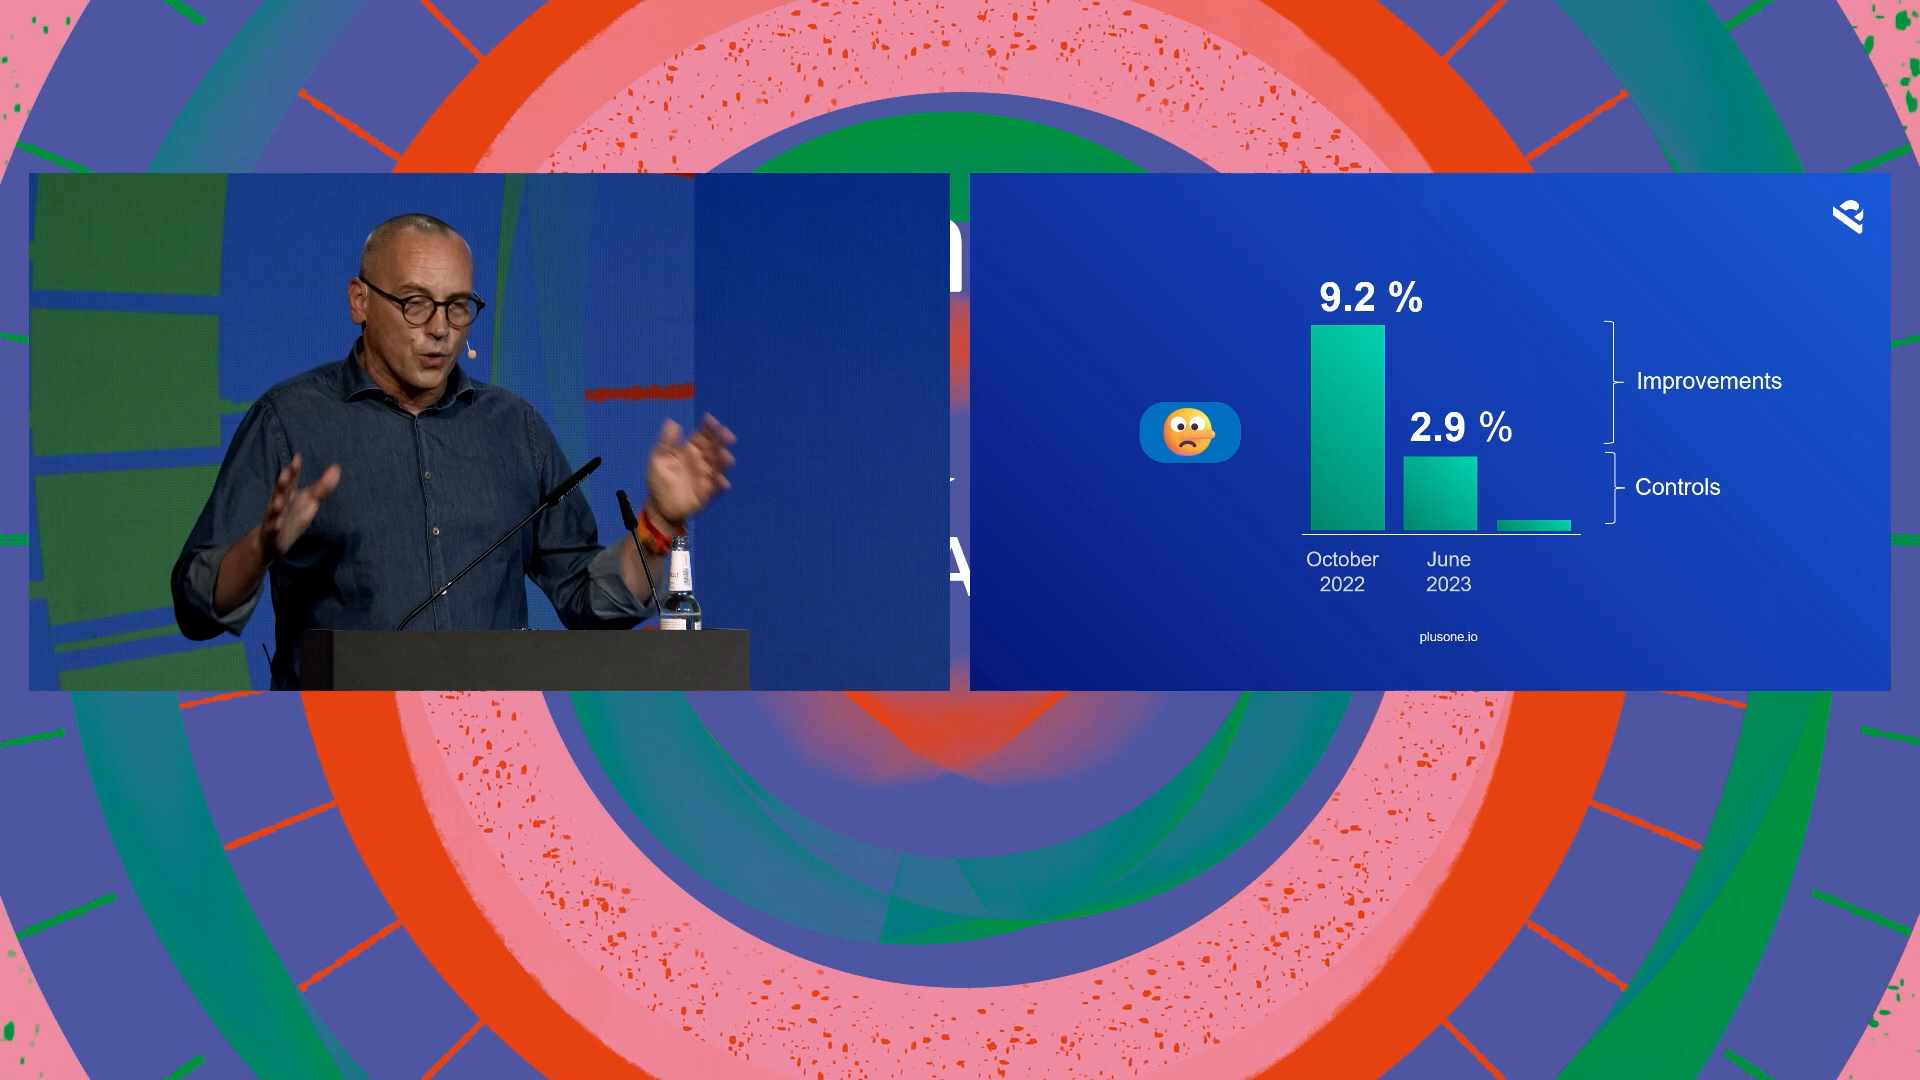 9.2 %
2.9 %
Improvements
Controls
October
2022
June
2023
plusone.io